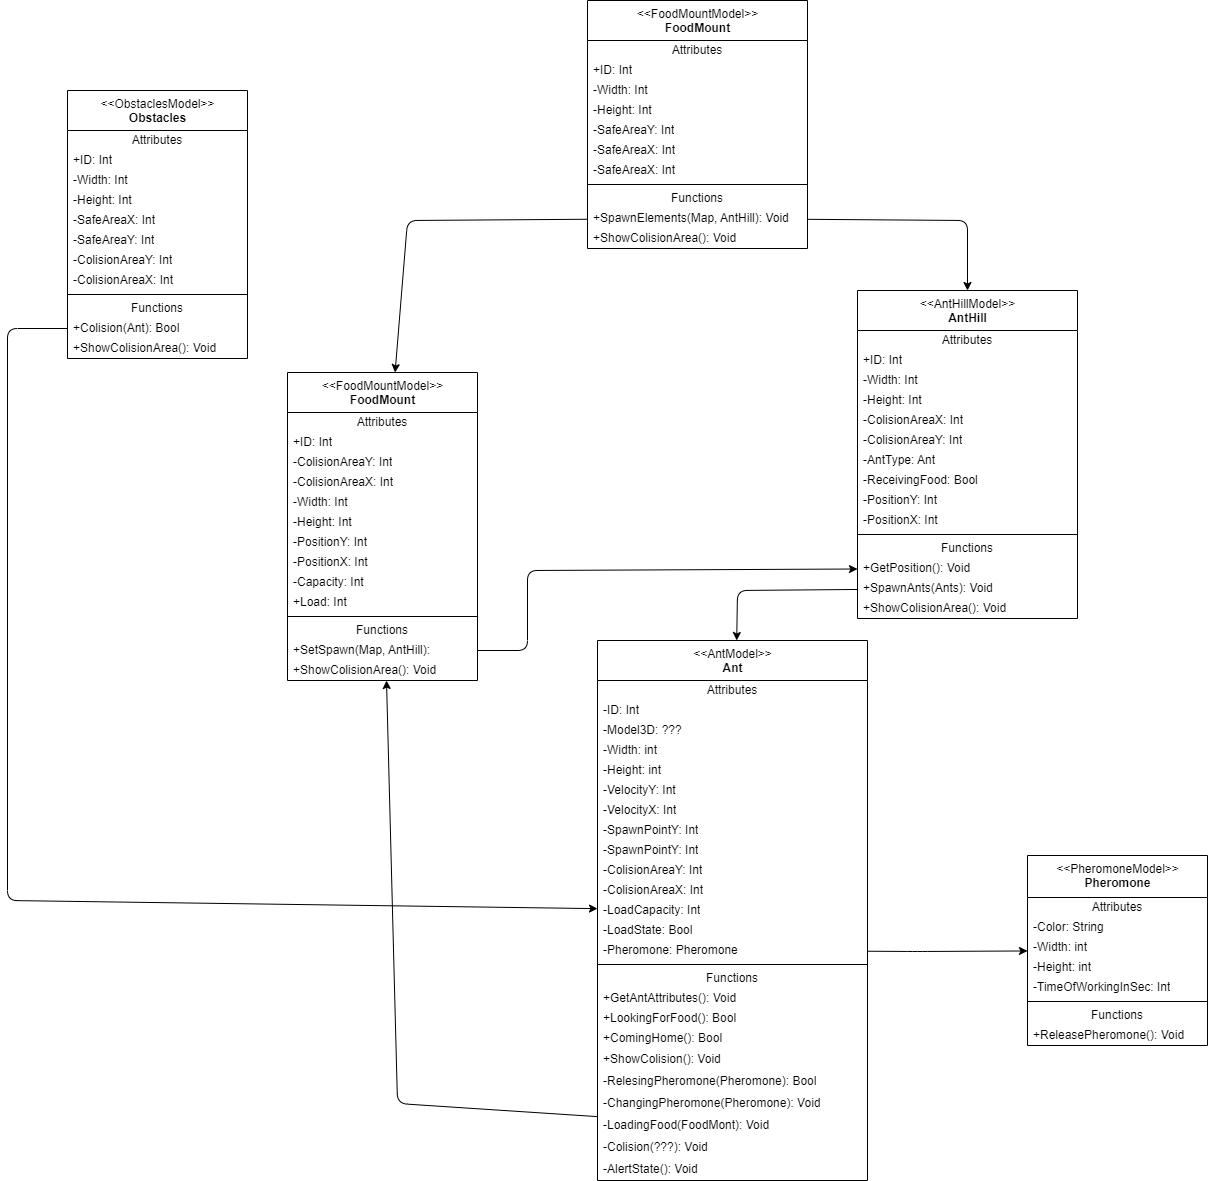 <<FoodMountModel>>
FoodMount
Attributes
+ID: Int
-Width: Int
-Height: Int
-SafeAreaY: Int
-SafeAreaX: Int
-SafeAreaX: Int
Functions
+SpawnElements(Map, AntHill): Void
+ShowColisionArea(): Void
<<ObstaclesModel>>
Obstacles
Attributes
+ID: Int
-Width: Int
-Height: Int
-SafeAreaX: Int
-SafeAreaY: Int
-ColisionAreaY: Int
-ColisionAreaX: Int
Functions
+Colision(Ant): Bool
+ShowColisionArea(): Void
<<AntHillModel>>
AntHill
Attributes
+ID: Int
-Width: Int
-Height: Int
-ColisionAreaX: Int
-ColisionAreaY: Int
-AntType: Ant
-ReceivingFood: Bool
-PositionY: Int
-PositionX: Int
Functions
+GetPosition(): Void
+SpawnAnts(Ants): Void
+ShowColisionArea(): Void
<<FoodMountModel>>
FoodMount
Attributes
+ID: Int
-ColisionAreaY: Int
-ColisionAreaX: Int
-Width: Int
-Height: Int
-PositionY: Int
-PositionX: Int
-Capacity: Int
+Load: Int
Functions
+SetSpawn(Map, AntHill):
+ShowColisionArea(): Void
<<AntModel>>
Ant
Attributes
-ID: Int
-Model3D: ???
-Width: int
-Height: int
-VelocityY: Int
-VelocityX: Int
-SpawnPointY: Int
-SpawnPointY: Int
-ColisionAreaY: Int
-ColisionAreaX: Int
-LoadCapacity: Int
-LoadState: Bool
-Pheromone: Pheromone
Functions
+GetAntAttributes(): Void
+LookingForFood(): Bool
+ComingHome(): Bool
+ShowColision(): Void
-RelesingPheromone(Pheromone): Bool
-ChangingPheromone(Pheromone): Void
-LoadingFood(FoodMont): Void
-Colision(???): Void
-AlertState(): Void
<<PheromoneModel>>
Pheromone
Attributes
-Color: String
-Width: int
-Height: int
-TimeOfWorkingInSec: Int
Functions
+ReleasePheromone(): Void